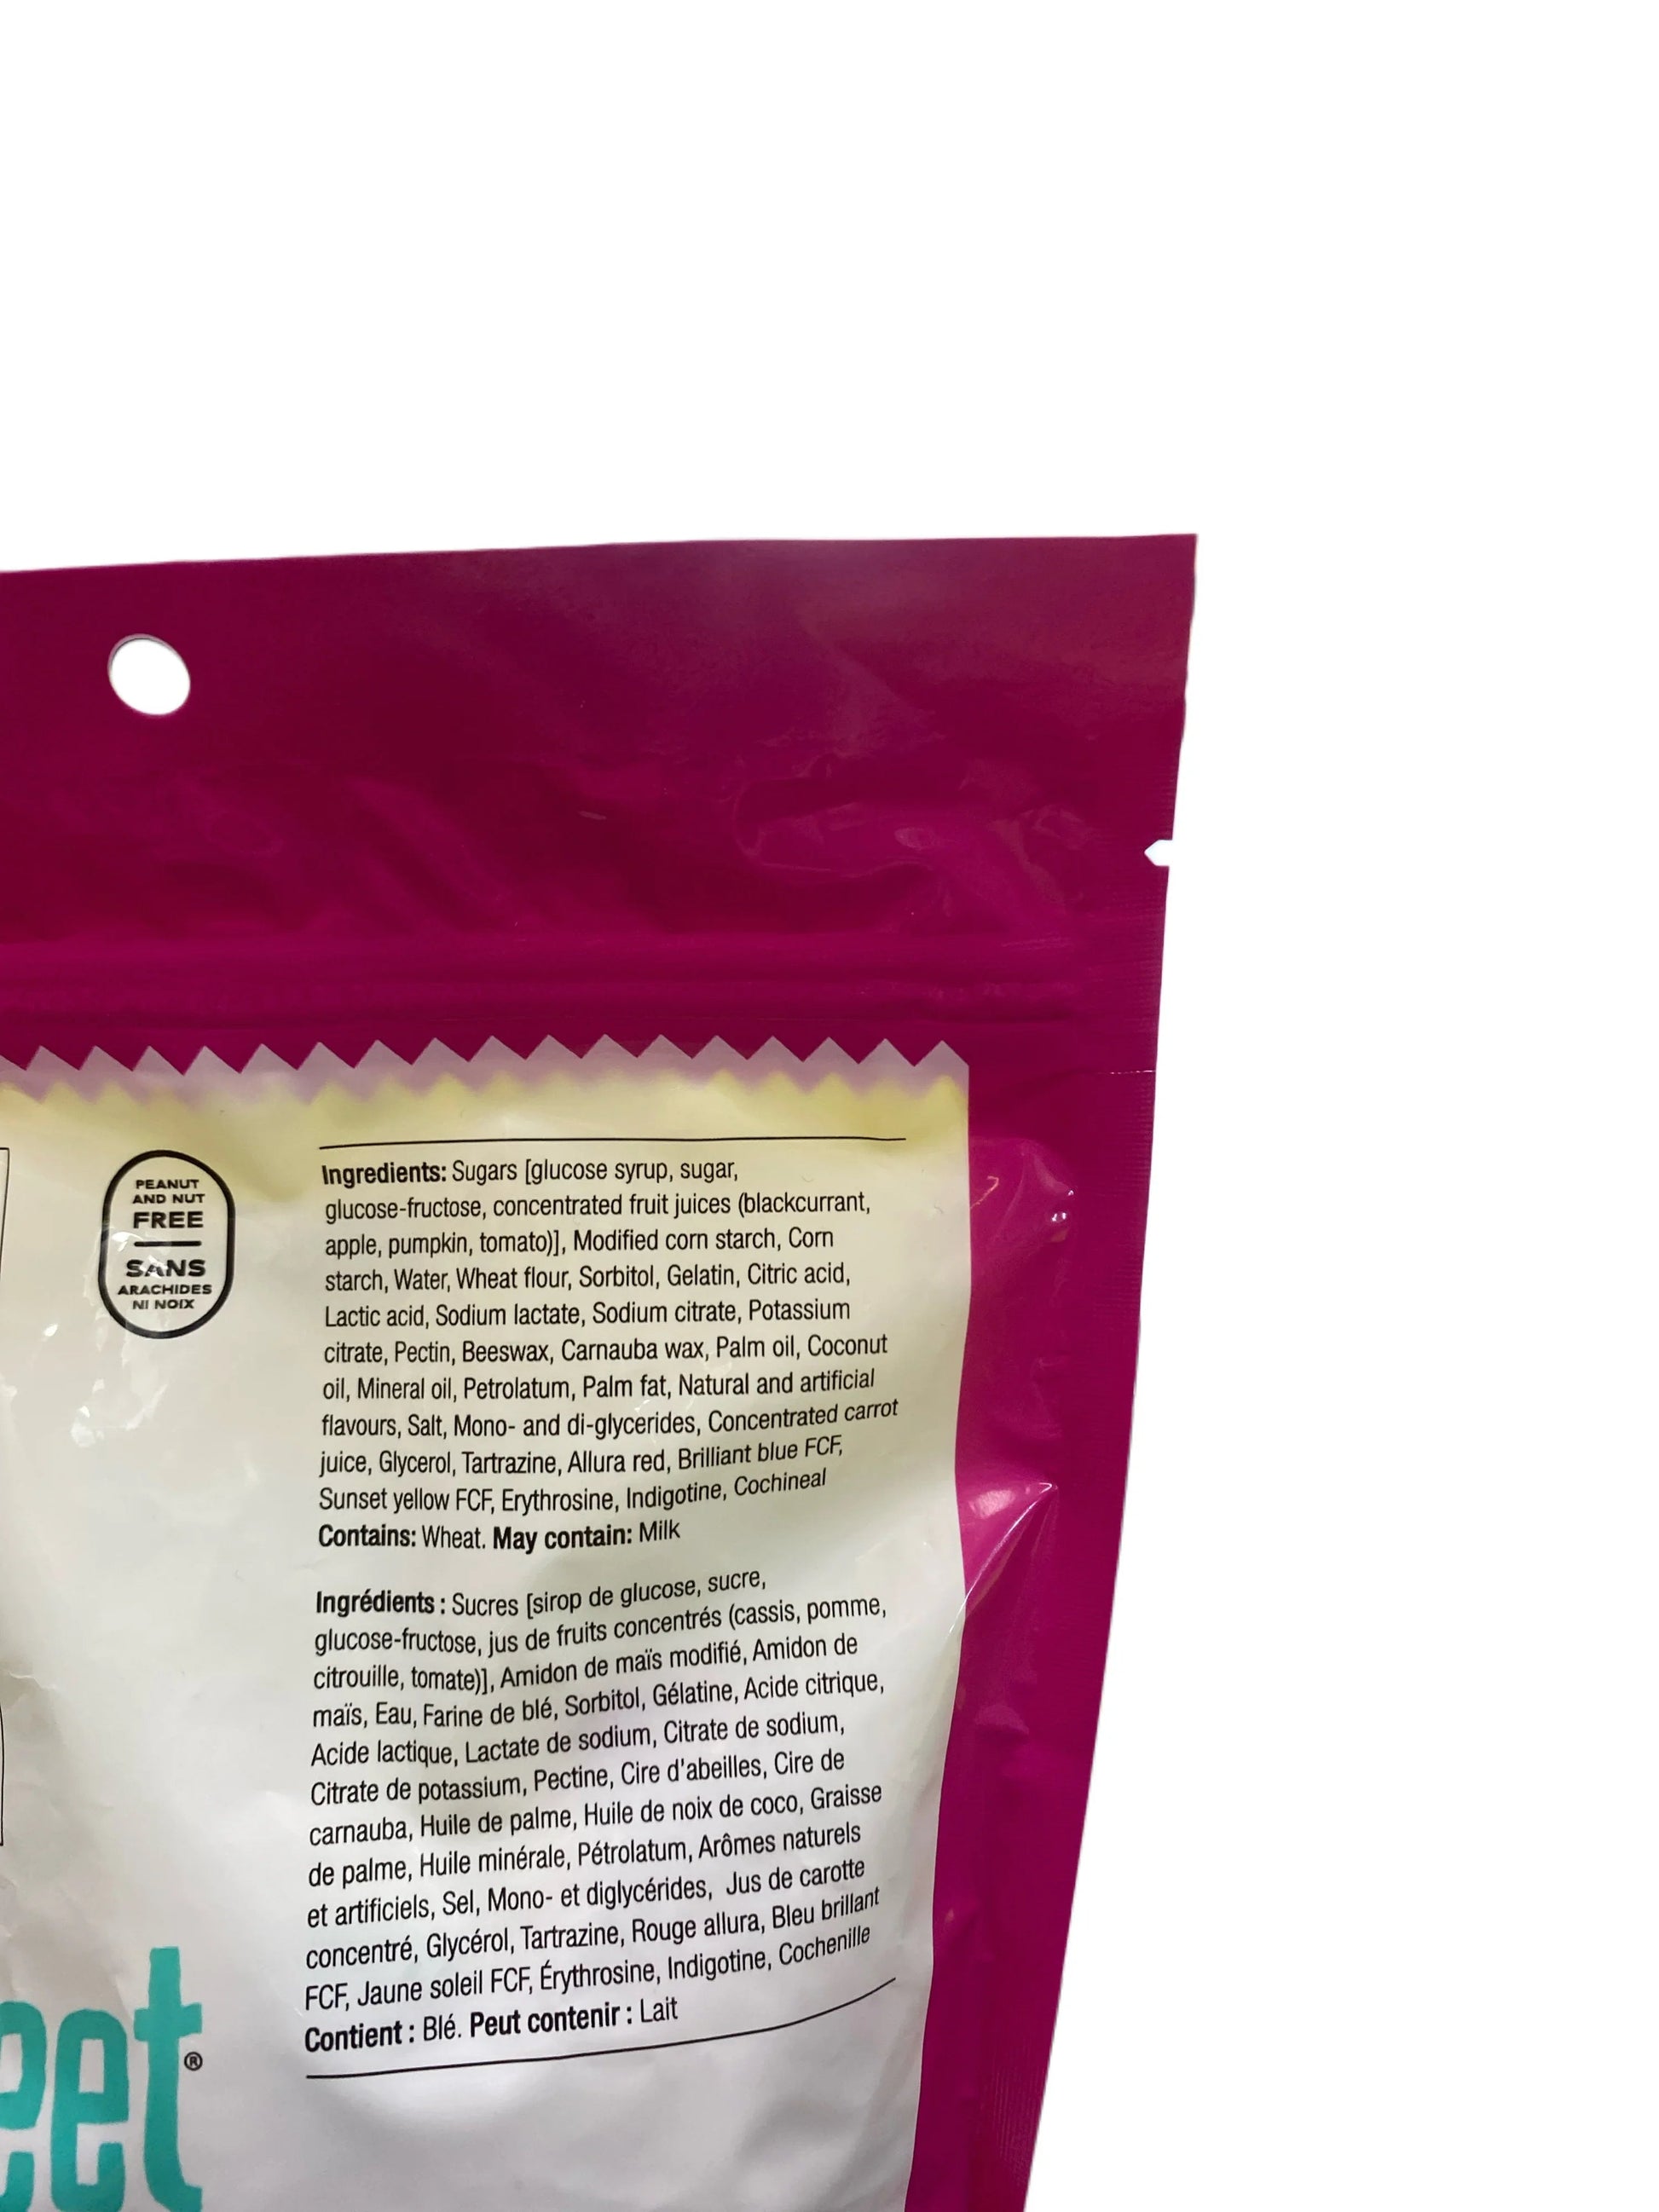 PEANUT
AND NUT
FREE
SANS
ARACHIDES
NI NOIX
Ingredients: Sugars [glucose syrup, sugar,
glucose-fructose, concentrated fruit juices (blackcurrant,
apple, pumpkin, tomato)], Modified corn starch, Corn
starch, Water, Wheat flour, Sorbitol, Gelatin, Citric acid,
Lactic acid, Sodium lactate, Sodium citrate, Potassium
citrate, Pectin, Beeswax, Carnauba wax, Palm oil, Coconut
oil, Mineral oil, Petrolatum, Palm fat, Natural and artificial
flavours, Salt, Mono- and di-glycerides, Concentrated carrot
juice, Glycerol, Tartrazine, Allura red, Brilliant blue FCF,
Sunset yellow FCF, Erythrosine, Indigotine, Cochineal
Contains: Wheat. May contain: Milk
Ingrédients : Sucres [sirop de glucose, sucre,
glucose-fructose, jus de fruits concentrés (cassis, pomme,
citrouille, tomate)], Amidon de maïs modifié, Amidon de
maïs, Eau, Farine de blé, Sorbitol, Gélatine, Acide citrique,
Acide lactique, Lactate de sodium, Citrate de sodium,
Citrate de potassium, Pectine, Cire d'abeilles, Cire de
carnauba, Huile de palme, Huile de noix de coco, Graisse
de palme, Huile minérale, Pétrolatum, Arômes naturels
et artificiels, Sel, Mono- et diglycérides, Jus de carotte
concentré, Glycérol, Tartrazine, Rouge allura, Bleu brillant
FCF, Jaune soleil FCF, Érythrosine, Indigotine, Cochenille
Contient : Blé. Peut contenir : Lait
eet®